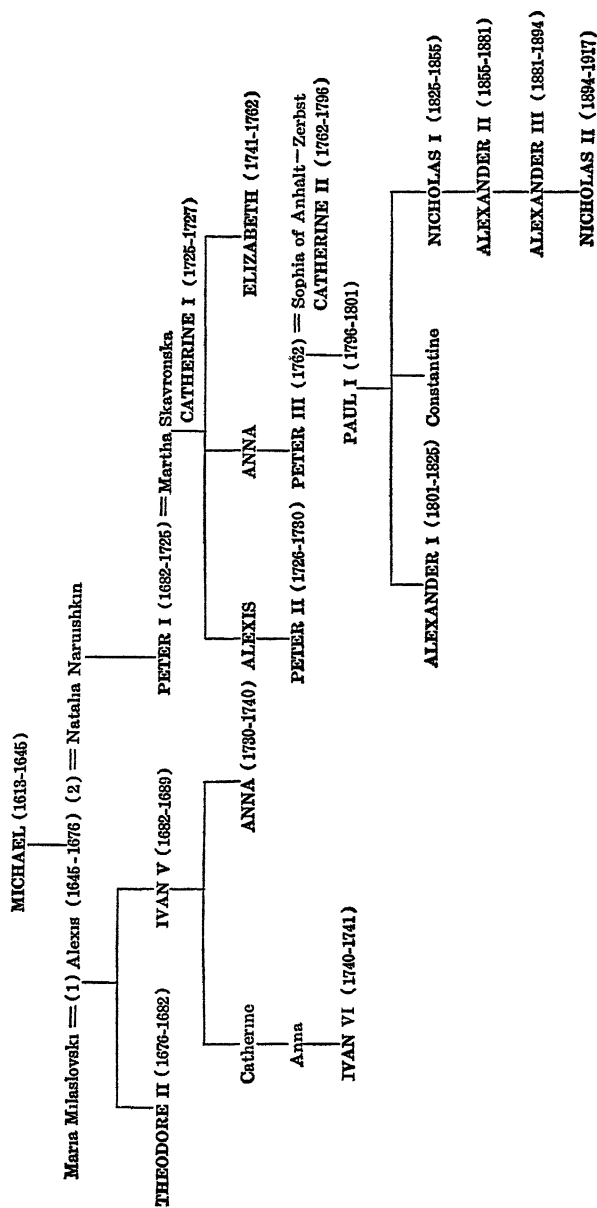 MICHAEL (1613-1645)
Maria Milaslovski = (1) Alexis (1645-1676) (2) = Natalia Naruishkin
THEODORE II (1676-1682) IVAN V (1682-1689) PETER I (1682-1725) = Martha Skavronska
CATHERINE I (1725-1727)
Catherine ANNA (1730-1740) ALEXIS ANNA ELIZABETH (1741-1762)
Anna PETER II (1726-1730) PETER III (1762) = Sophia of Anhalt-Zerbst
CATHERINE II (1762-1796)
IVAN VI (1740-1741) PAUL I (1796-1801)
ALEXANDER I (1801-1825) Constantine NICHOLAS I (1825-1855)
ALEXANDER II (1855-1881)
ALEXANDER III (1881-1894)
NICHOLAS II (1894-1917)